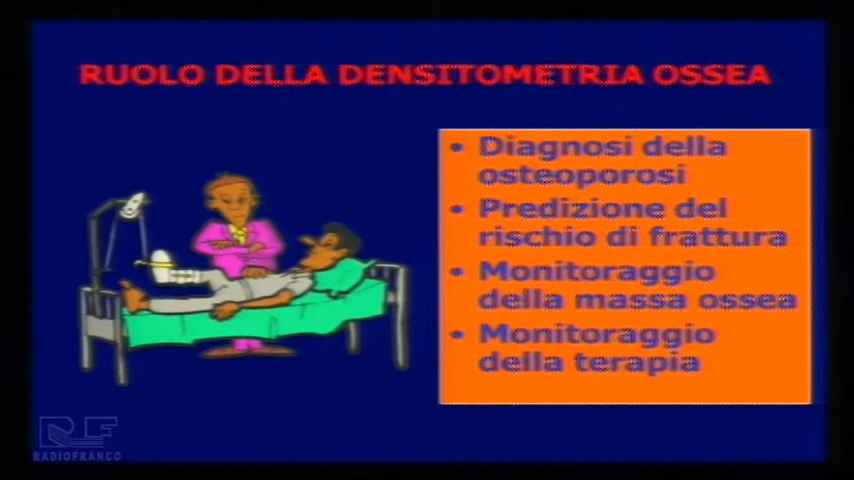 RUOLO DELLA DENSITOMETRIA OSSEA
• Diagnosi della
osteoporosi
• Predizione del
rischio di frattura
• Monitoraggio
della massa ossea
• Monitoraggio
della terapia
RF
RADIOFRANCO